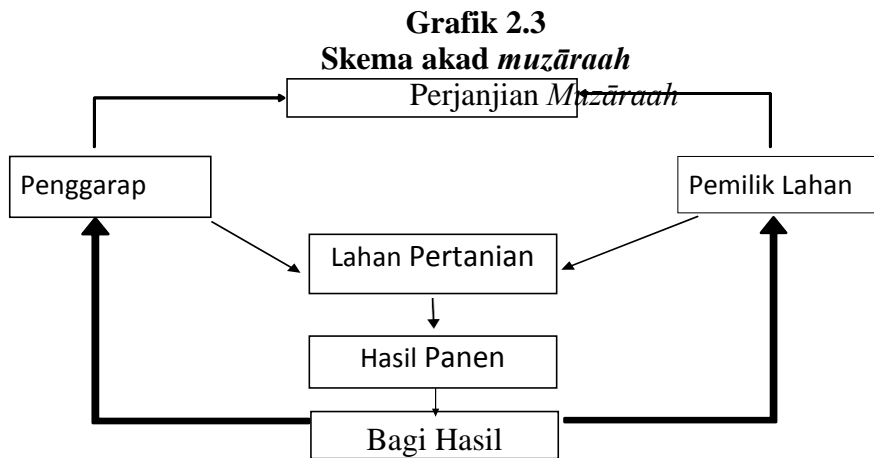 Grafik 2.3
Skema akad muzāraah
Perjanjian Muzāraah
Penggarap
Pemilik Lahan
Lahan Pertanian
Hasil Panen
Bagi Hasil